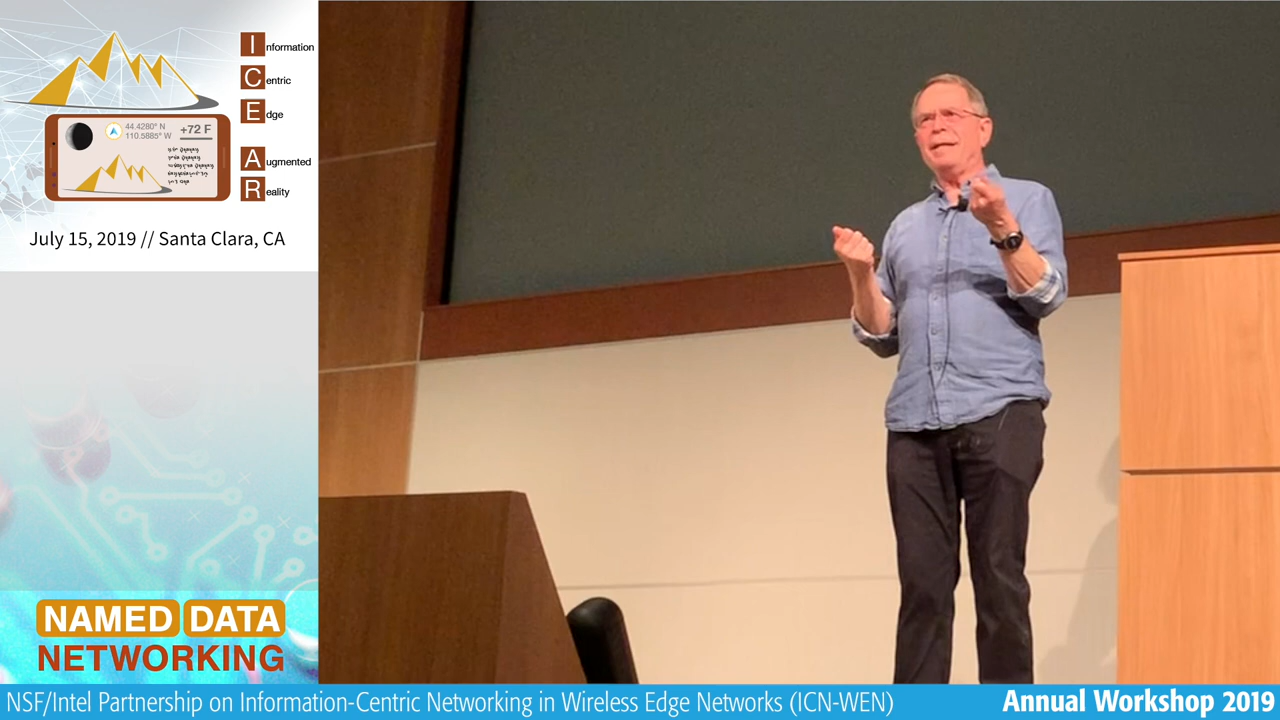 Information
Centric
Edge
Augmented
Reality
44.4280° N
110.5885° W
+72 F
July 15, 2019 // Santa Clara, CA
NAMED DATA
NETWORKING
NSF/Intel Partnership on Information-Centric Networking in Wireless Edge Networks (ICN-WEN)
Annual Workshop 2019